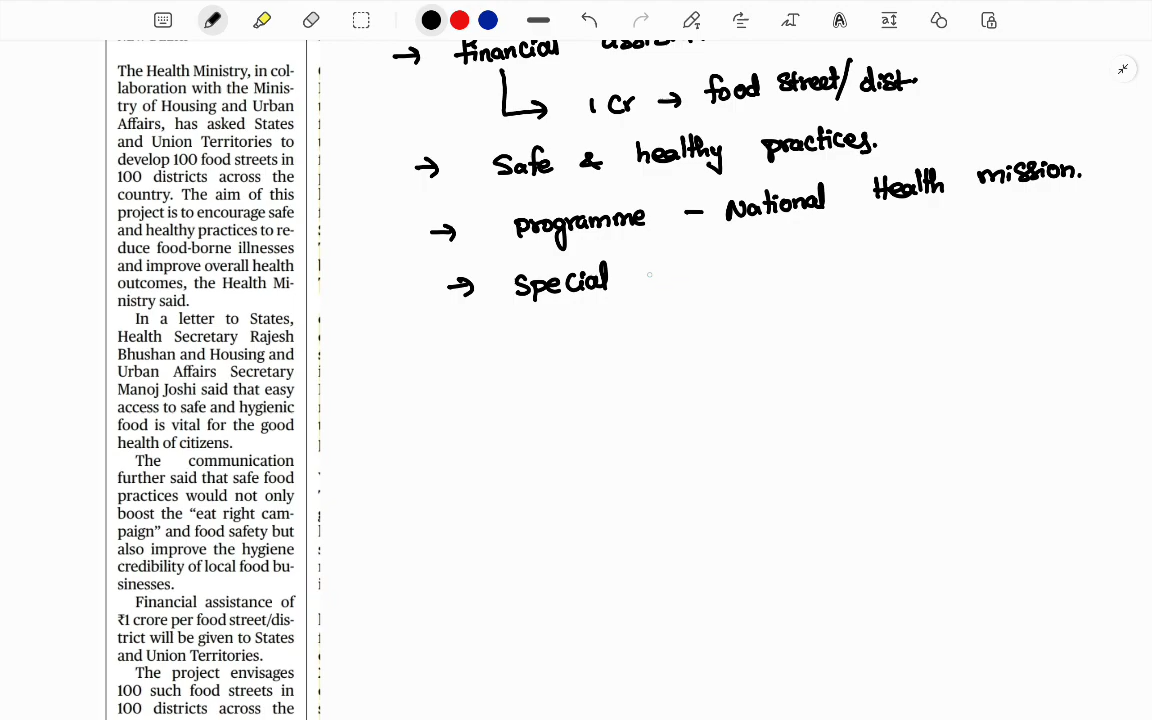 The Health Ministry, in col-
laboration with the Minis-
try of Housing and Urban
Affairs, has asked States
and Union Territories to
develop 100 food streets in
100 districts across the
country. The aim of this
project is to encourage safe
and healthy practices to re-
duce food-borne illnesses
and improve overall health
outcomes, the Health Mi-
nistry said.
In a letter to States,
Health Secretary Rajesh
Bhushan and Housing and
Urban Affairs Secretary
Manoj Joshi said that easy
access to safe and hygienic
food is vital for the good
health of citizens.
The communication
further said that safe food
practices would not only
boost the “eat right cam-
paign” and food safety but
also improve the hygiene
credibility of local food bu-
sinesses.
Financial assistance of
₹1 crore per food street/dis-
trict will be given to States
and Union Territories.
The project envisages
100 such food streets in
100 districts across the
→ financial
→ 1 Cr → food street/dist.
→ Safe & healthy practices.
→ programme - National Health mission.
→ Special